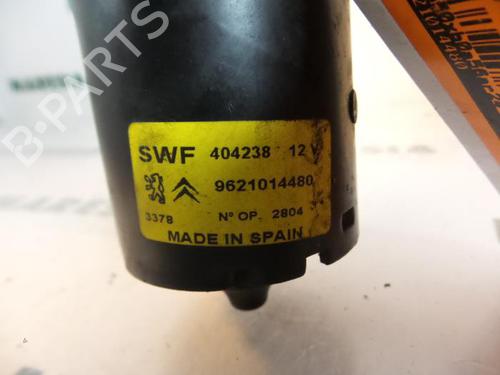 SWF 404238 12 V
9621014480
3378 Nº OP. 2804
MADE IN SPAIN
B-PARTS